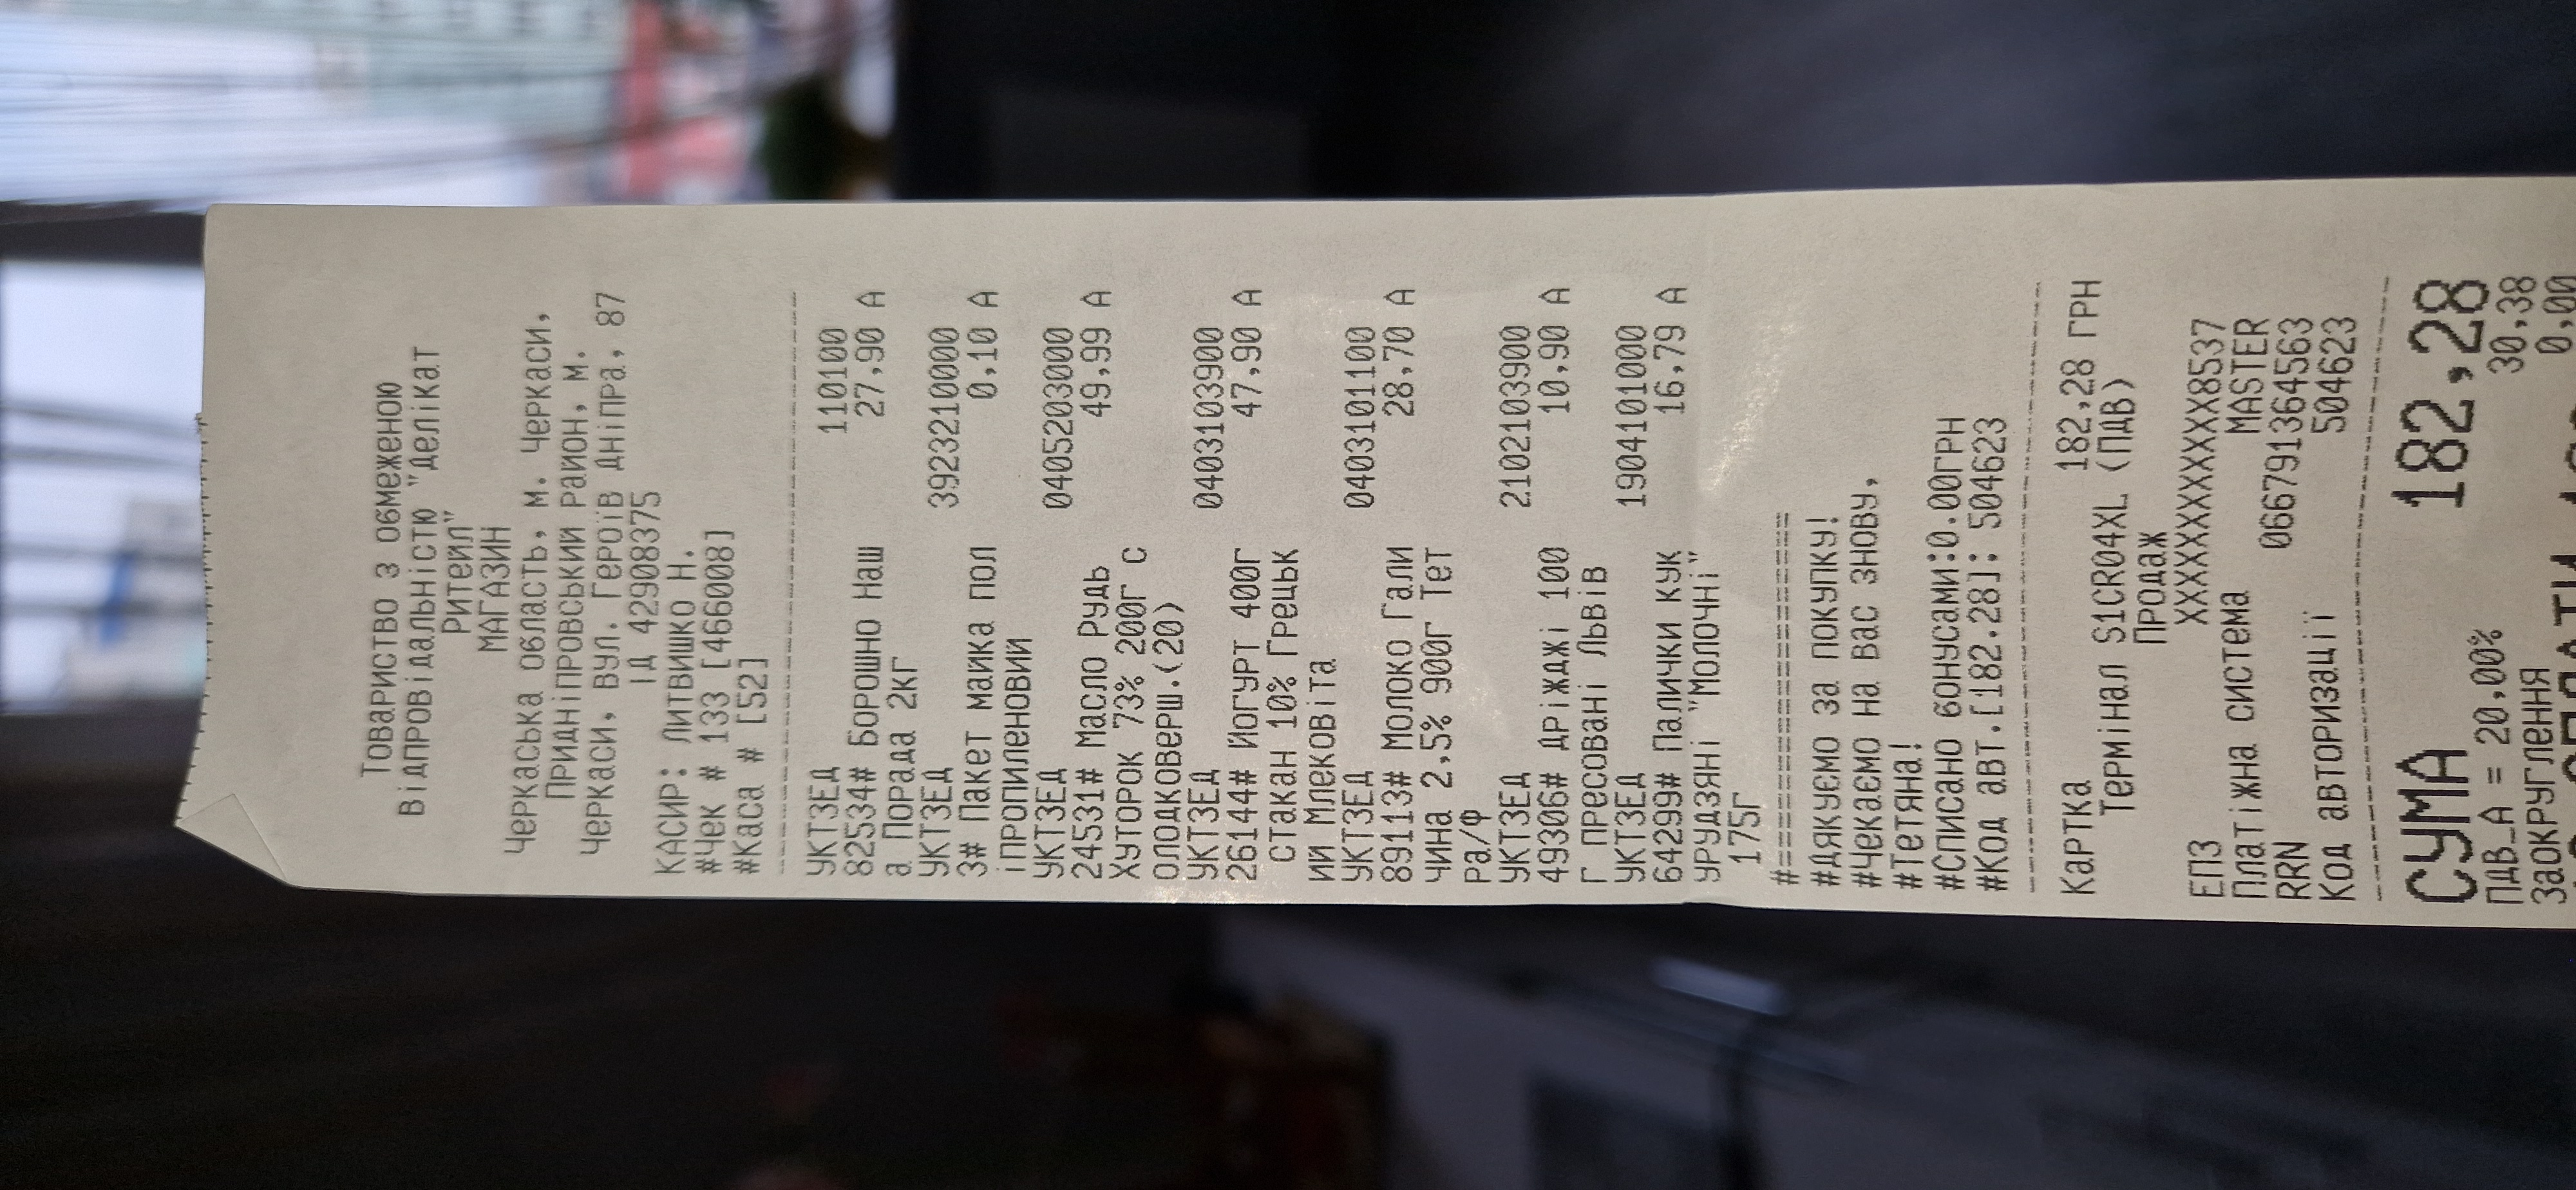 Товариство з обмеженою
відповідальністю "Делікат
Ритейл"
МАГАЗИН
Черкаська область, м. Черкаси,
Придніпровський район, м.
Черкаси, вул. Героїв Дніпра, 87
ІД 42908375
КАСИР: Литвишко Н.
#Чек # 133 [466008]
#Каса # [52]
УКТЗЕД 110100
82534# Борошно Наш 27,90 А
а Порада 2КГ
УКТЗЕД 3923210000
3# Пакет майка пол 0,10 А
іпропиленовий
УКТЗЕД 0405203000
24531# Масло Рудь 49,99 А
Хуторок 73% 200г с
олодковерш.(20)
УКТЗЕД 0403103900
26144# Йогурт 400г 47,90 А
стакан 10% Грецьк
ий Млековіта
УКТЗЕД 0403101100
89113# Молоко Гали 28,70 А
чина 2,5% 900г Тет
ра/Ф
УКТЗЕД 2102103900
49306# Дріжджі 100 10,90 А
г пресовані Львів
УКТЗЕД 1904101000
64299# Палички кук 16,79 А
урудзяні "Молочні"
175г
#==================
#Дякуємо за покупку!
#Чекаємо на Вас знову,
#Тетяна!
#Списано бонусами:0.00ГРН
#Код авт.[182.28]: 504623
Картка 182,28 ГРН
Термінал S1CR04XL (ПДВ)
Продаж
ЕПЗ XXXXXXXXXXXX8537
Платіжна система MASTER
RRN 066791364563
Код авторизації 504623
СУМА 182,28
ПДВ_А = 20,00% 30,38
Заокруглення 0,00